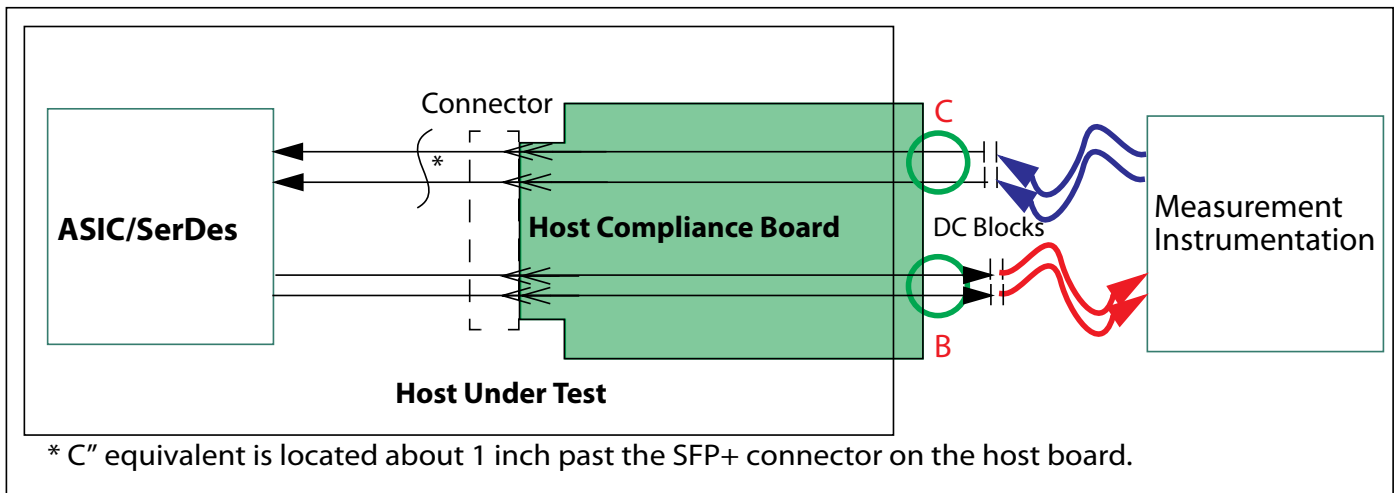 Connector
C
*
ASIC/SerDes
Host Compliance Board
DC Blocks
Measurement
Instrumentation
B
Host Under Test
* C” equivalent is located about 1 inch past the SFP+ connector on the host board.